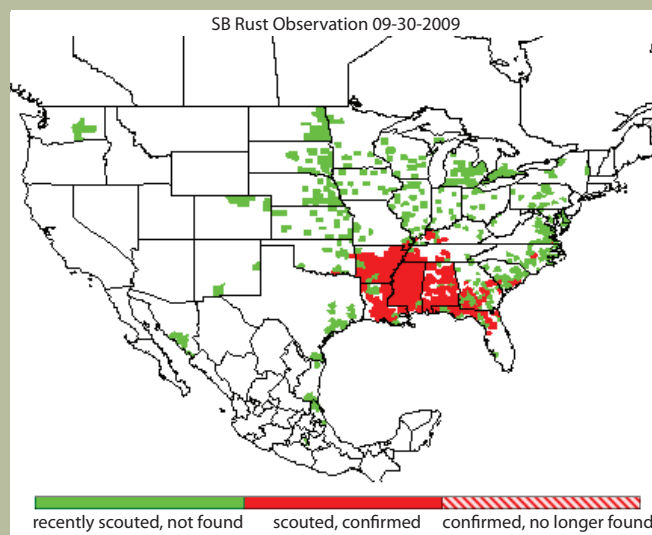 SB Rust Observation 09-30-2009
recently scouted, not found
scouted, confirmed
confirmed, no longer found